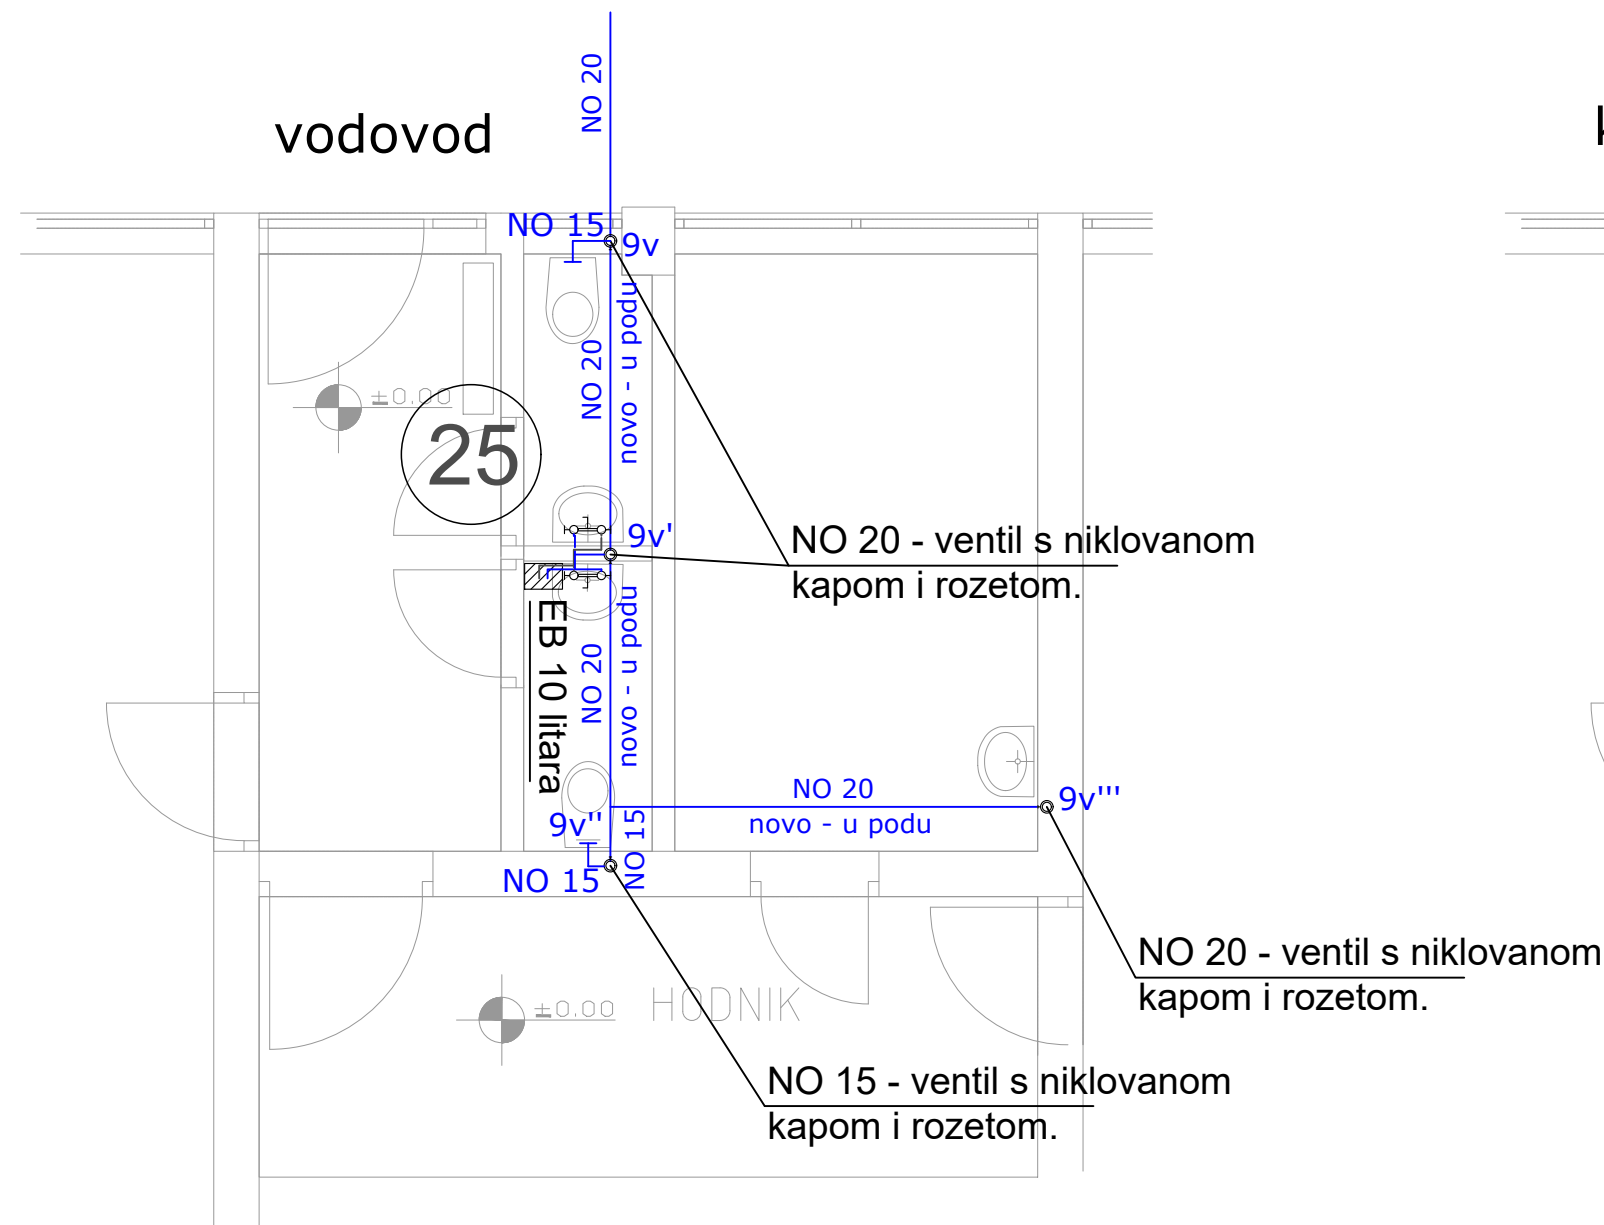 NO 20
vodovod
NO 15
9v
±0.00
25
NO 20
novo - u podu
9v'
NO 20 - ventil s niklovanom
kapom i rozetom.
EB 10 litara
NO 20
novo - u podu
NO 20
novo - u podu
9v'''
9v''
NO 15
NO 15
NO 20 - ventil s niklovanom
kapom i rozetom.
±0.00
HODNIK
NO 15 - ventil s niklovanom
kapom i rozetom.